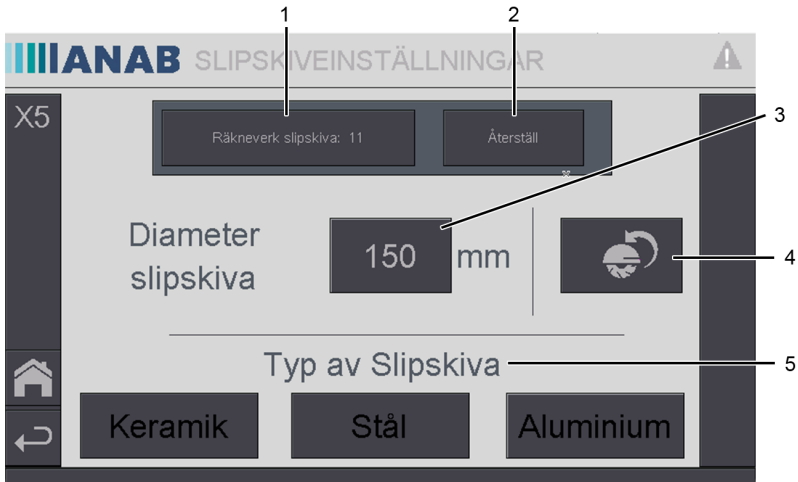 1
2
ANAB SLIPSKIVEINSTÄLLNINGAR
3
X5
Räkneverk slipskiva: 11
Återställ
Diameter
slipskiva
150 mm
4
Typ av Slipskiva
5
Keramik
Stål
Aluminium